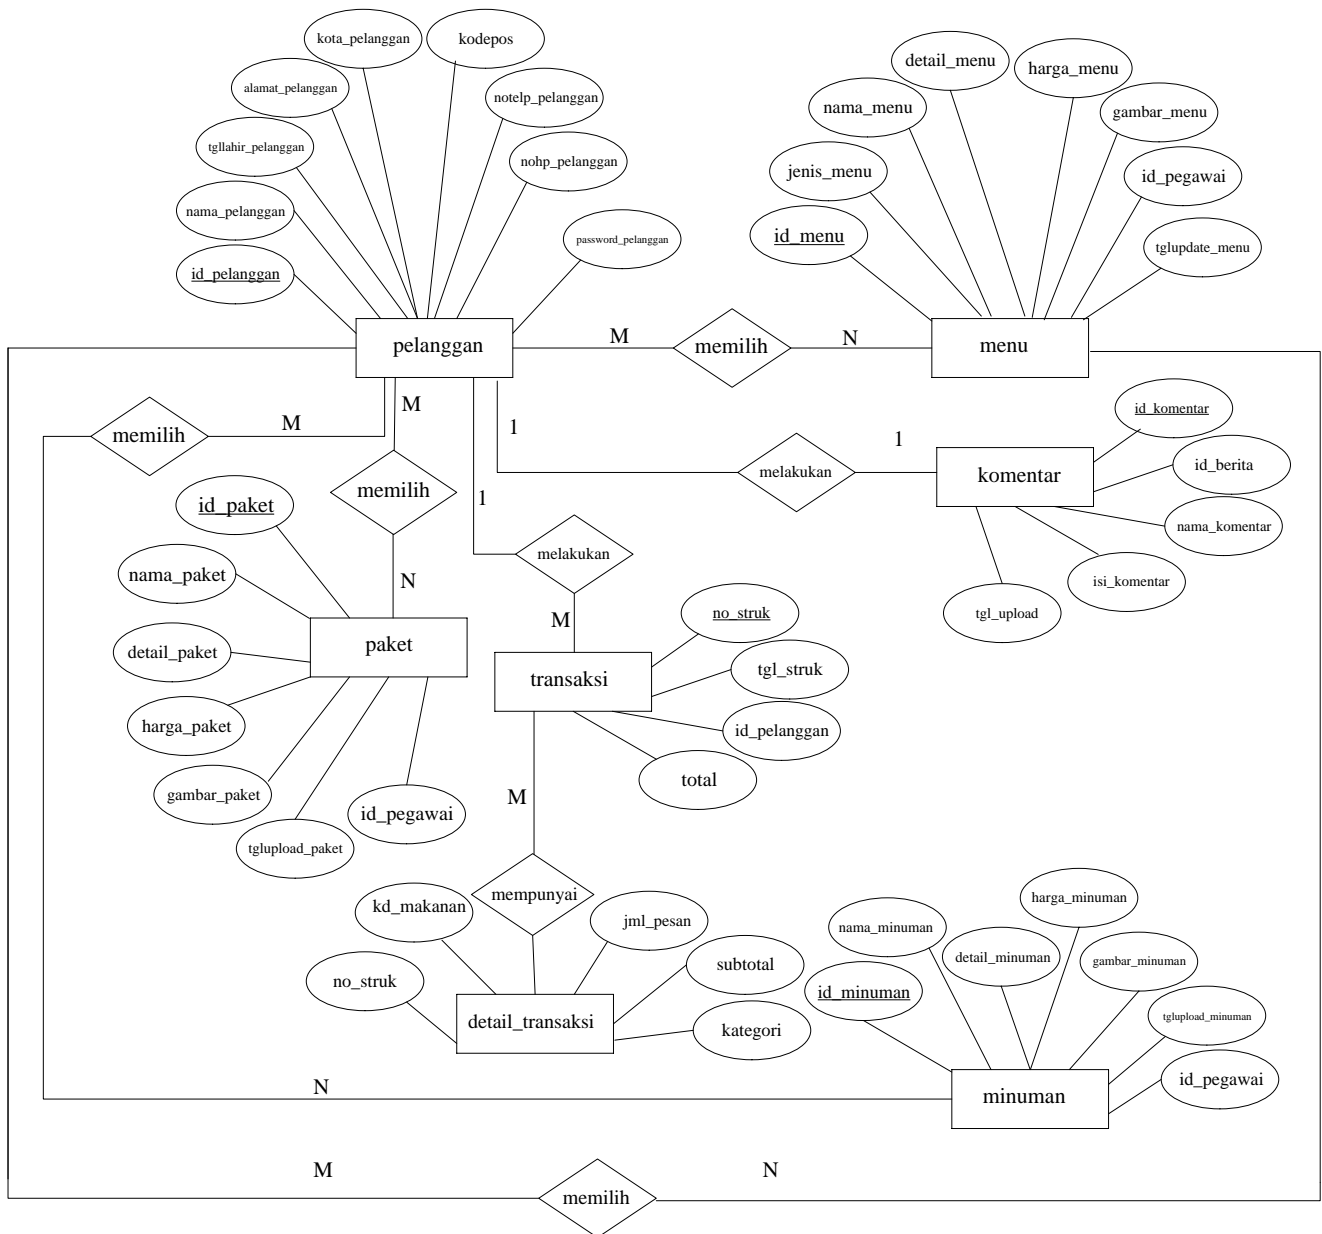 kota_pelanggan
kodepos
detail_menu
harga_menu
alamat_pelanggan
notelp_pelanggan
nama_menu
gambar_menu
tgllahir_pelanggan
nohp_pelanggan
jenis_menu
id_pegawai
nama_pelanggan
password_pelanggan
id_menu
tglupdate_menu
id_pelanggan
pelanggan
M
memilih
N
menu
memilih
M
M
1
1
id_komentar
melakukan
komentar
id_berita
memilih
id_paket
1
nama_komentar
melakukan
nama_paket
N
isi_komentar
M
no_struk
tgl_upload
detail_paket
paket
transaksi
tgl_struk
harga_paket
id_pelanggan
total
gambar_paket
M
id_pegawai
tglupload_paket
mempunyai
kd_makanan
jml_pesan
harga_minuman
nama_minuman
no_struk
subtotal
detail_minuman
gambar_minuman
id_minuman
detail_transaksi
kategori
tglupload_minuman
N
minuman
id_pegawai
M
memilih
N